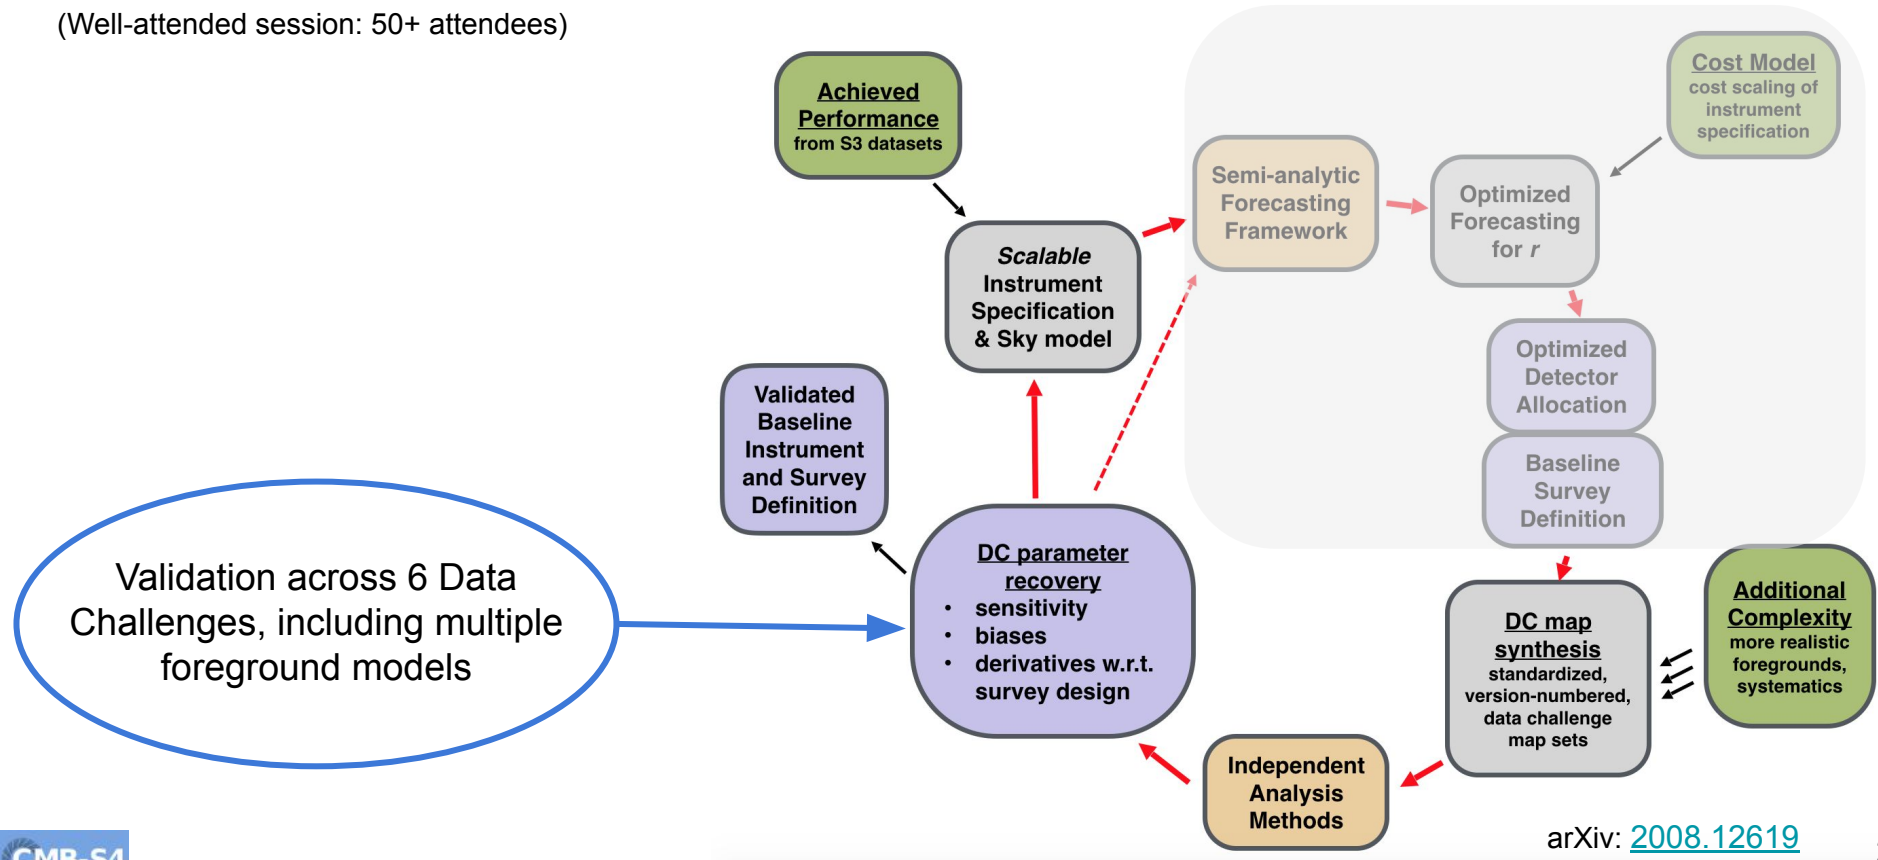 (Well-attended session: 50+ attendees)
Achieved
Performance
from S3 datasets
Cost Model
cost scaling of
instrument
specification
Semi-analytic
Forecasting
Framework
Optimized
Forecasting
for r
Scalable
Instrument
Specification
& Sky model
Optimized
Detector
Allocation
Validated
Baseline
Instrument
and Survey
Definition
Baseline
Survey
Definition
Validation across 6 Data
Challenges, including multiple
foreground models
DC parameter
recovery
• sensitivity
• biases
• derivatives w.r.t.
survey design
DC map
synthesis
standardized,
version-numbered,
data challenge
map sets
Additional
Complexity
more realistic
foregrounds,
systematics
Independent
Analysis
Methods
arXiv: 2008.12619
CMB-S4